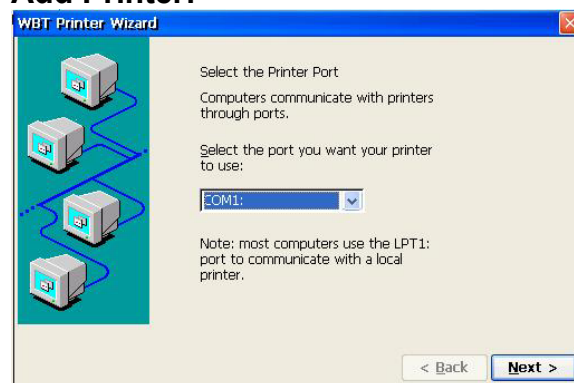 Add Printer:
WBT Printer Wizard
Select the Printer Port
Computers communicate with printers
through ports.
Select the port you want your printer
to use:
COM1:
Note: most computers use the LPT1:
port to communicate with a local
printer.
< Back Next >